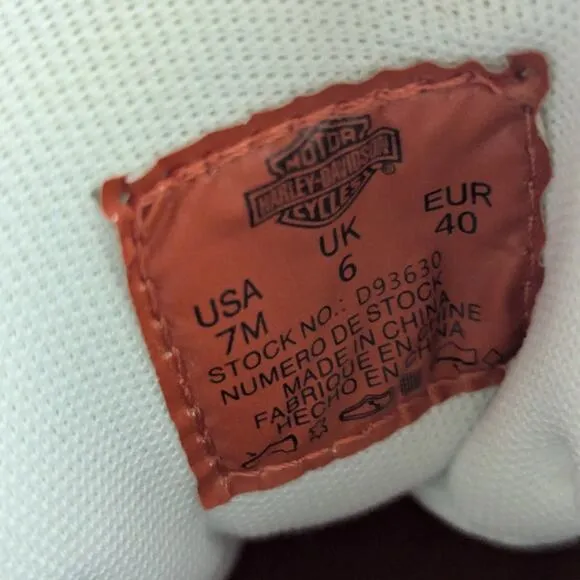 MOTOR
HARLEY-DAVIDSON
CYCLES
®
USA UK EUR
7M 6 40
STOCK NO.: D93630
NUMERO DE STOCK
MADE IN CHINA
FABRIQUE EN CHINE
HECHO EN CHINA